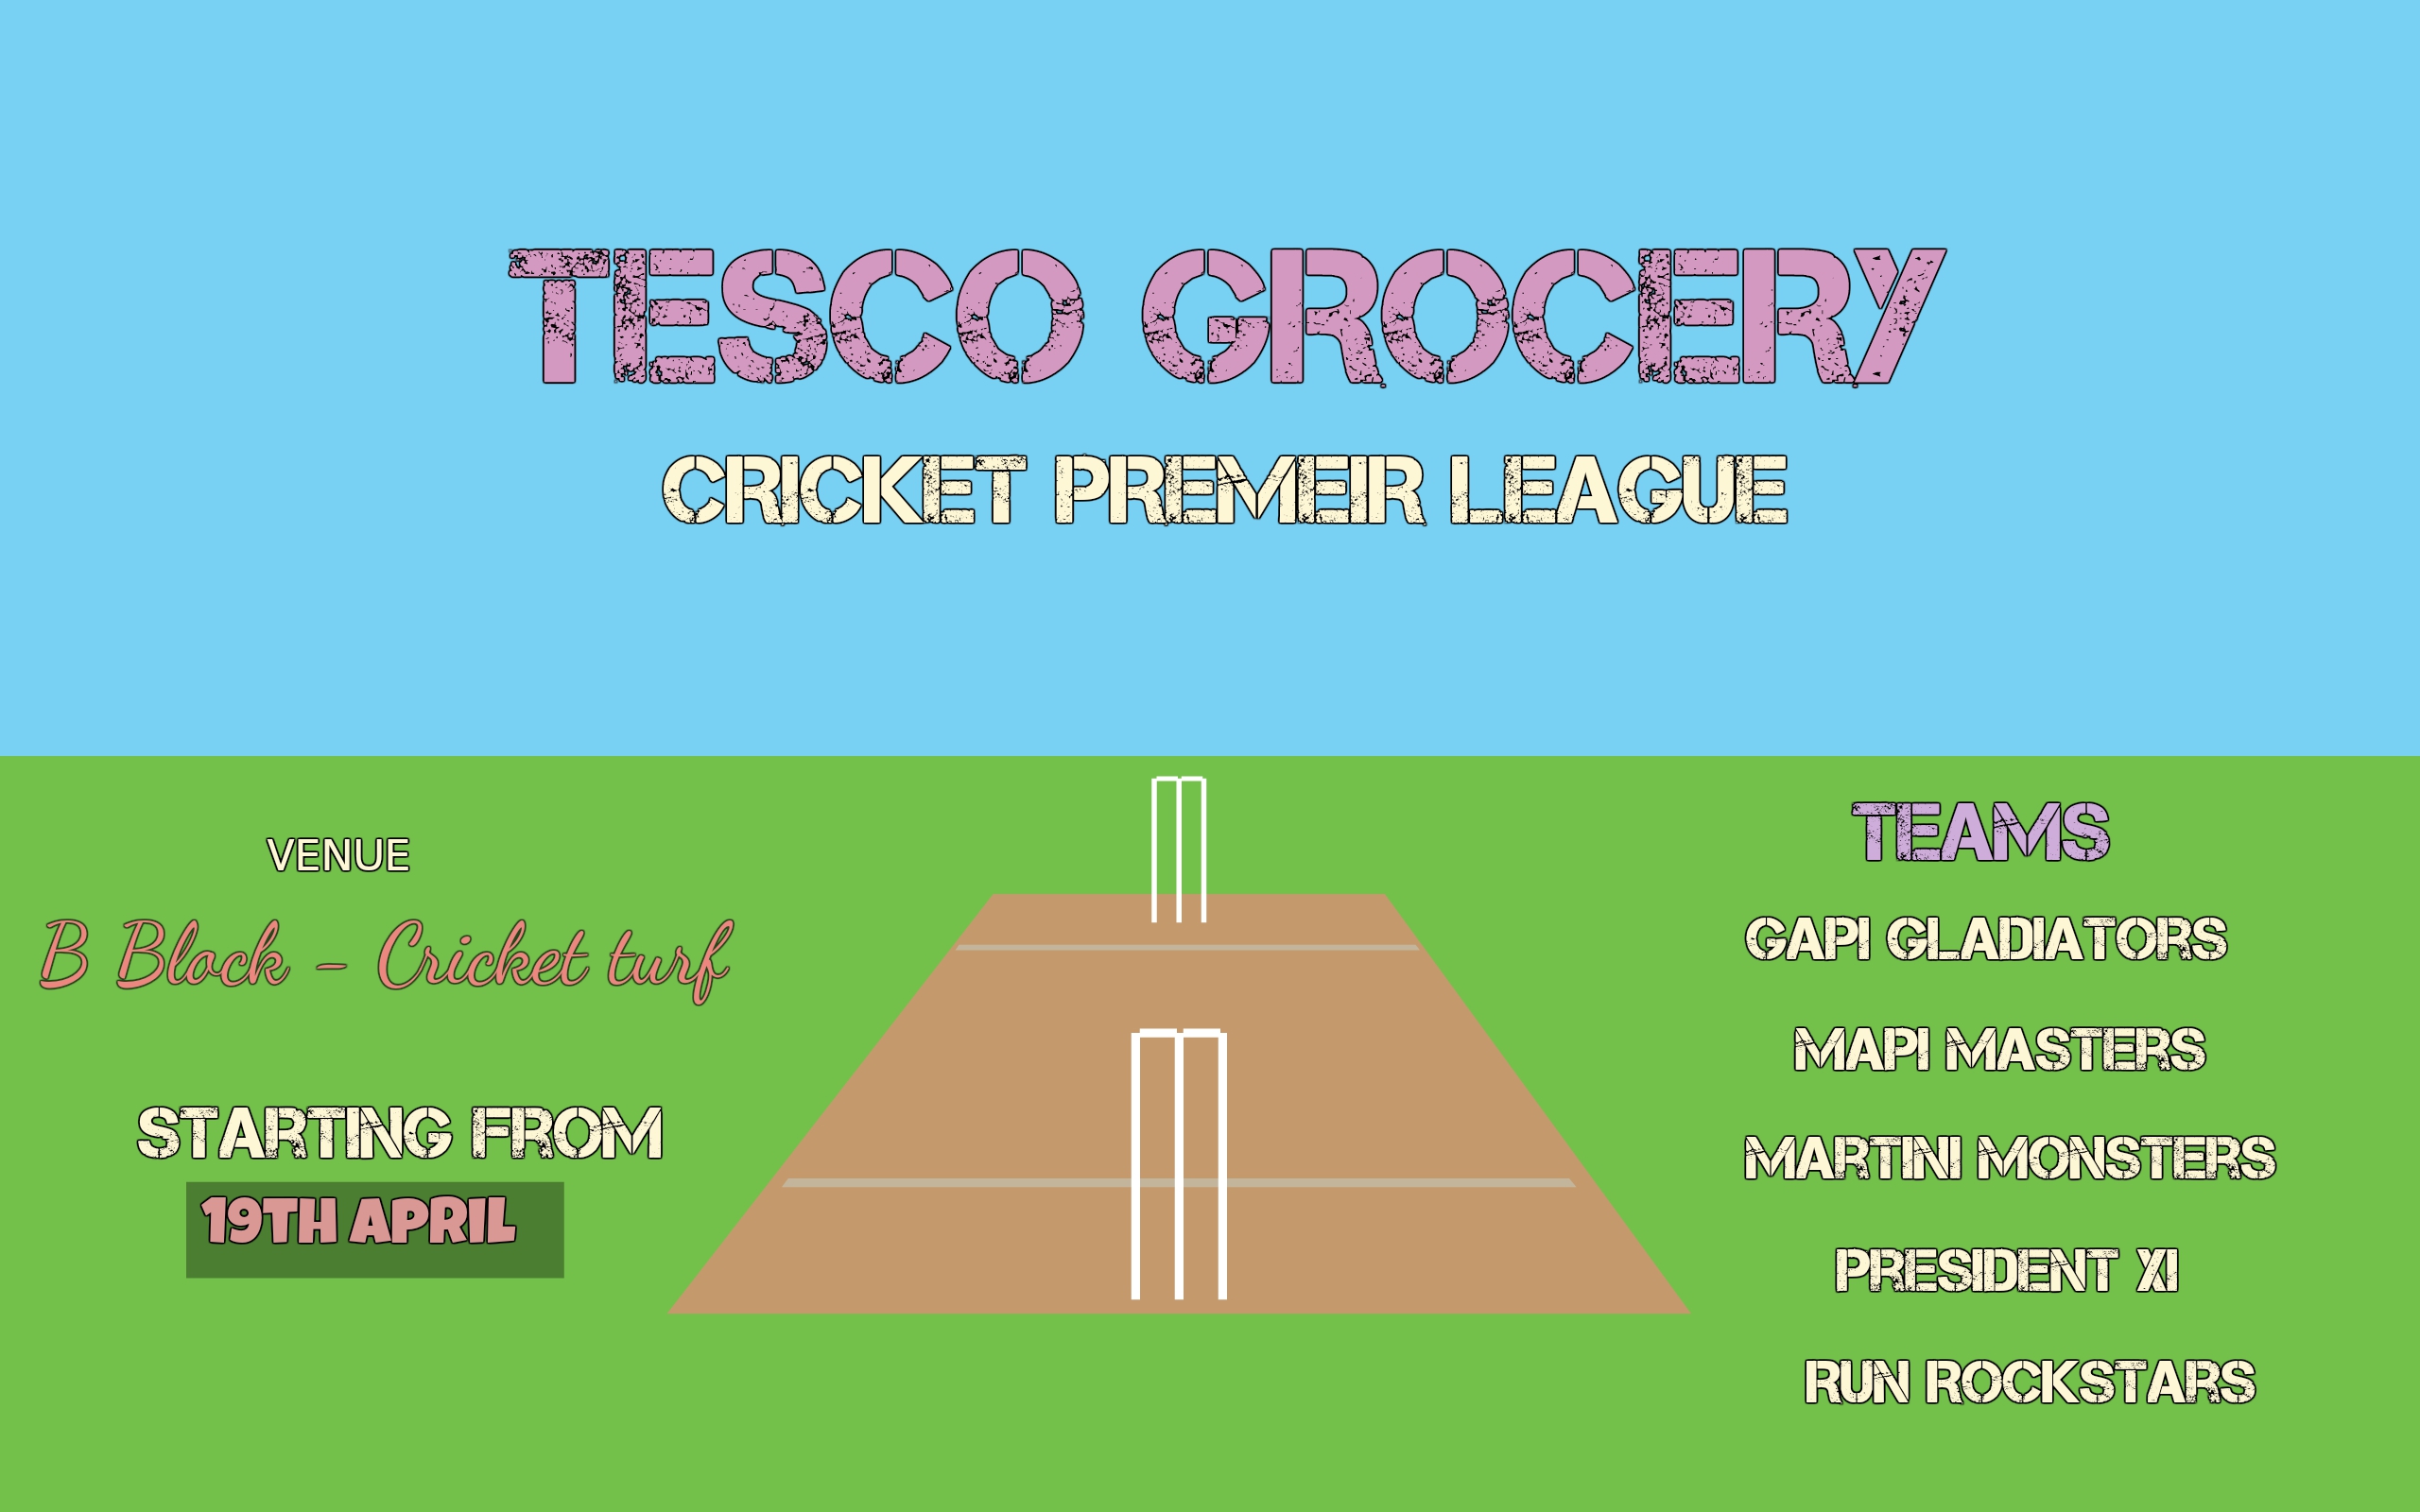 TESCO GROCERY
CRICKET PREMEIR LEAGUE
VENUE
B Block - Cricket turf
STARTING FROM
19TH APRIL
TEAMS
GAPI GLADIATORS
MAPI MASTERS
MARTINI MONSTERS
PRESIDENT XI
RUN ROCKSTARS